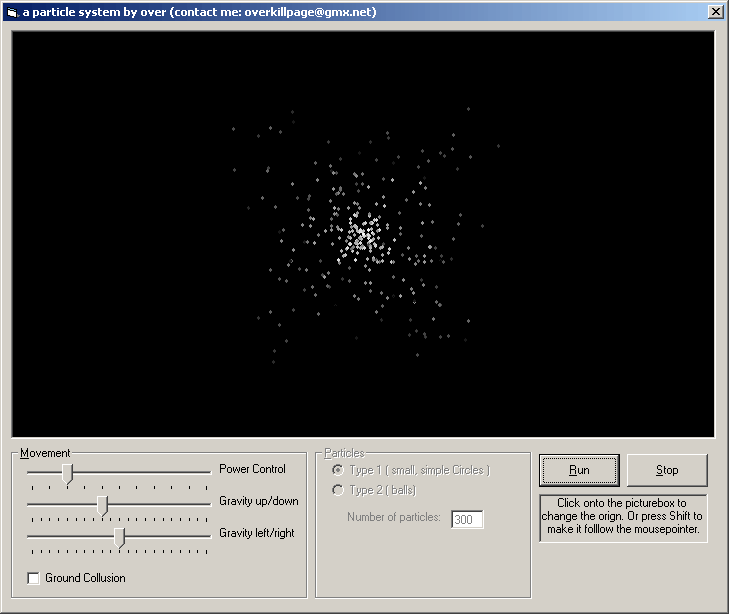 a particle system by over (contact me: overkillpage@gmx.net)
Movement
Power Control
Gravity up/down
Gravity left/right
Ground Collusion
Particles
Type 1 ( small, simple Circles )
Type 2 ( balls)
Number of particles: 300
Run Stop
Click onto the picturebox to
change the orign. Or press Shift to
make it folllow the mousepointer.